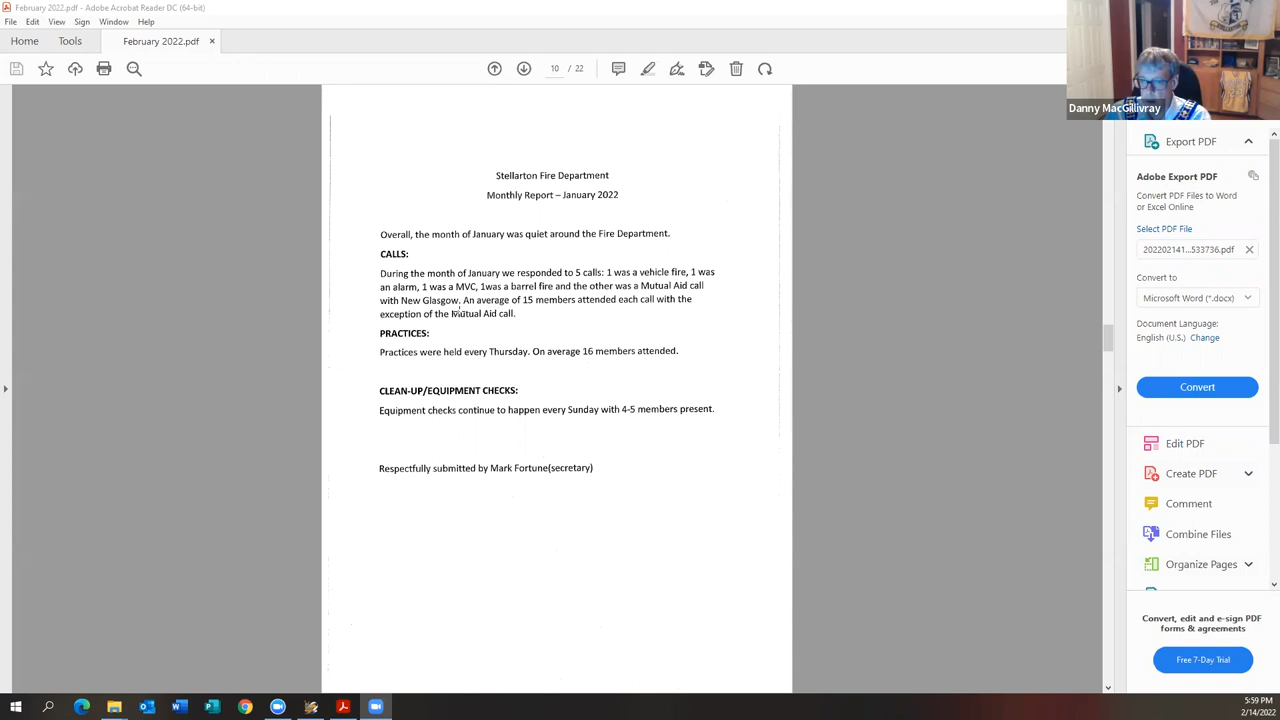 February 2022.pdf - Adobe Acrobat Reader DC (64-bit)
File Edit View Sign Window Help
Home Tools February 2022.pdf ×
10 / 22
Danny MacGillivray
Stellarton Fire Department
Monthly Report – January 2022
Overall, the month of January was quiet around the Fire Department.
CALLS:
During the month of January we responded to 5 calls: 1 was a vehicle fire, 1 was
an alarm, 1 was a MVC, 1was a barrel fire and the other was a Mutual Aid call
with New Glasgow. An average of 15 members attended each call with the
exception of the Mutual Aid call.
PRACTICES:
Practices were held every Thursday. On average 16 members attended.
CLEAN-UP/EQUIPMENT CHECKS:
Equipment checks continue to happen every Sunday with 4-5 members present.
Respectfully submitted by Mark Fortune(secretary)
Export PDF
Adobe Export PDF
Convert PDF Files to Word
or Excel Online
Select PDF File
202202141...533736.pdf
Convert to
Microsoft Word (*.docx)
Document Language:
English (U.S.) Change
Convert
Edit PDF
Create PDF
Comment
Combine Files
Organize Pages
Convert, edit and e-sign PDF
forms & agreements
Free 7-Day Trial
5:59 PM
2/14/2022